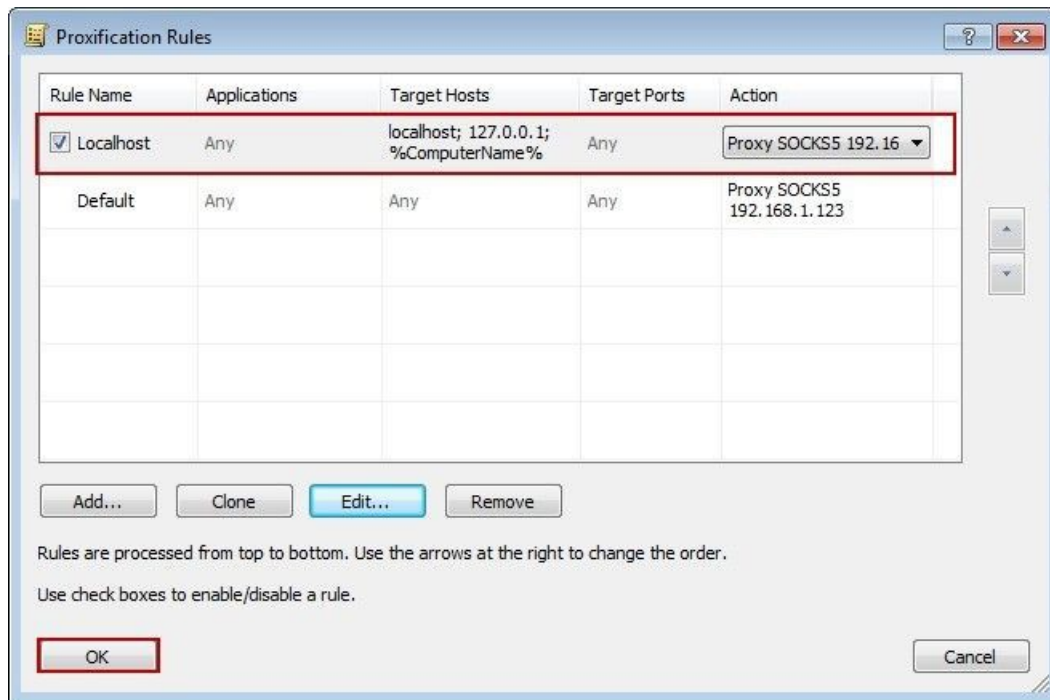 Proxification Rules
Rule Name Applications Target Hosts Target Ports Action
Localhost Any localhost; 127.0.0.1; %ComputerName% Any Proxy SOCKS5 192.16
Default Any Any Any Proxy SOCKS5 192.168.1.123
Add... Clone Edit... Remove
Rules are processed from top to bottom. Use the arrows at the right to change the order.
Use check boxes to enable/disable a rule.
OK Cancel